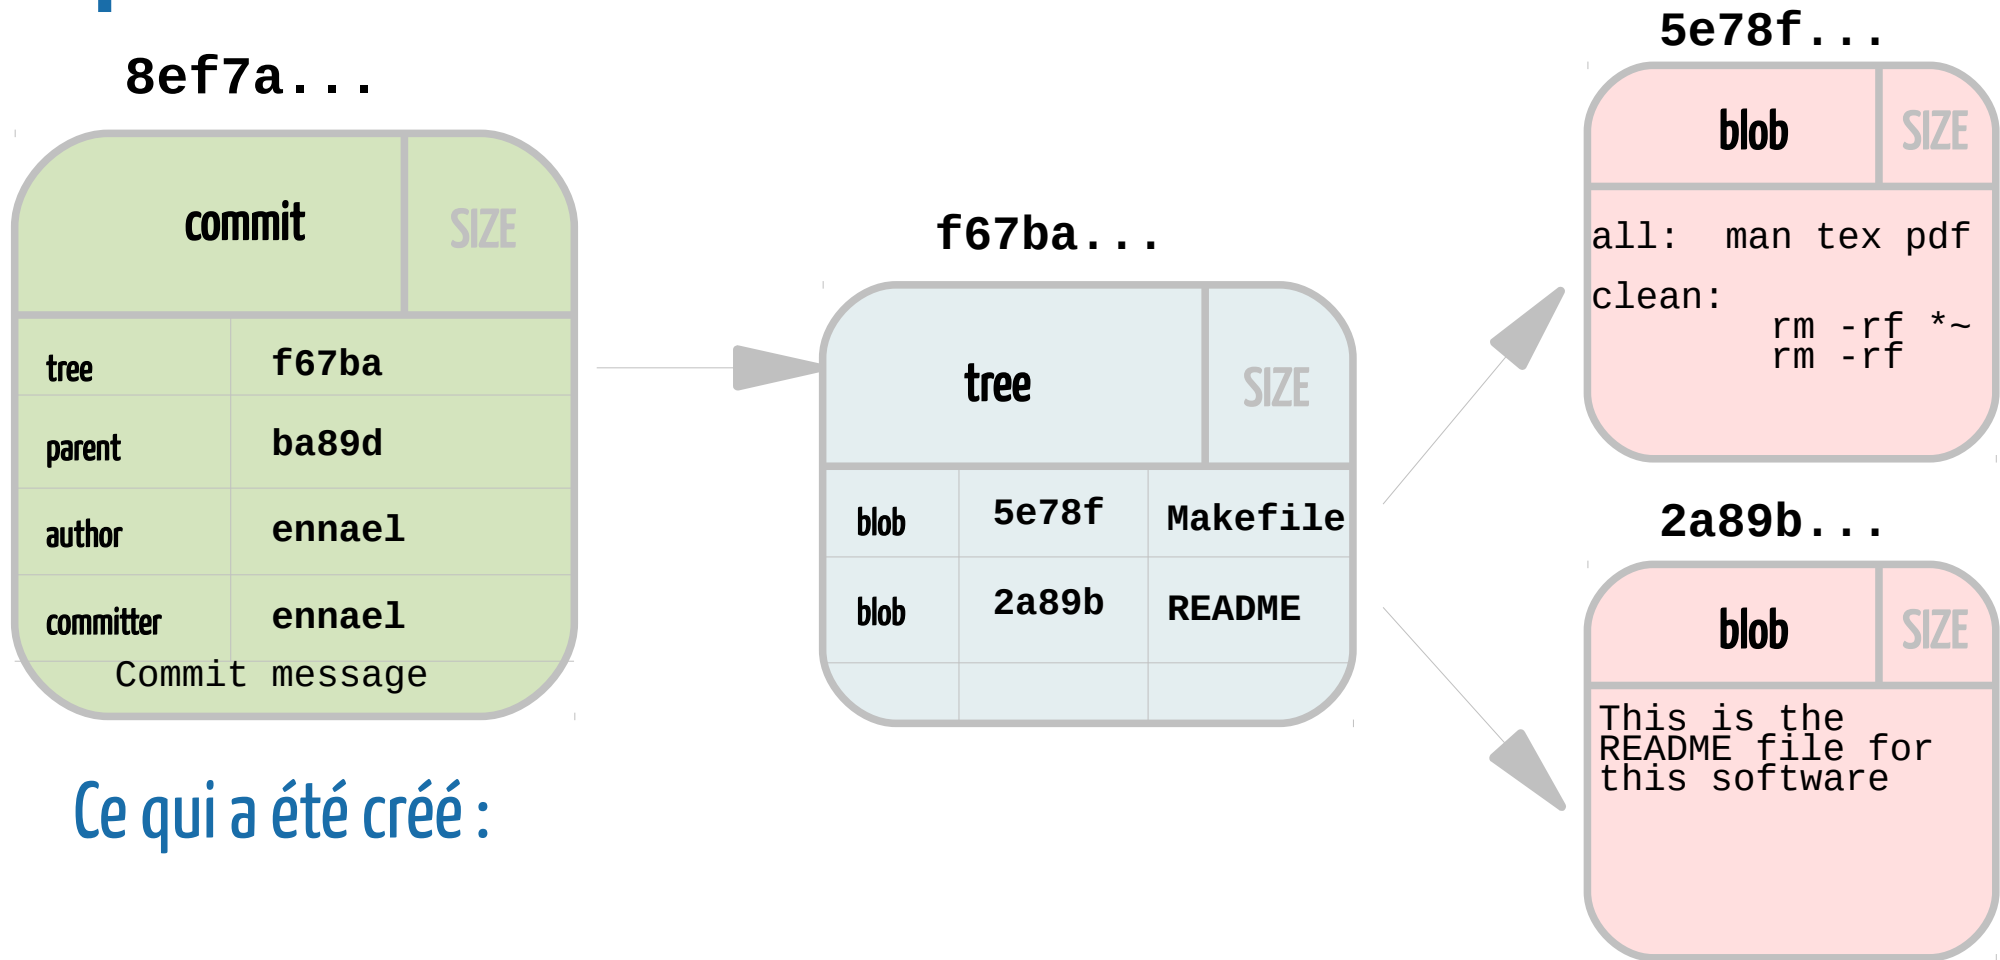 8ef7a...
commit SIZE
tree f67ba
parent ba89d
author ennael
committer ennael
Commit message
f67ba...
tree SIZE
blob 5e78f Makefile
blob 2a89b README
5e78f...
blob SIZE
all:  man tex pdf
clean:
rm -rf *~
rm -rf
2a89b...
blob SIZE
This is the
README file for
this software
Ce qui a été créé :